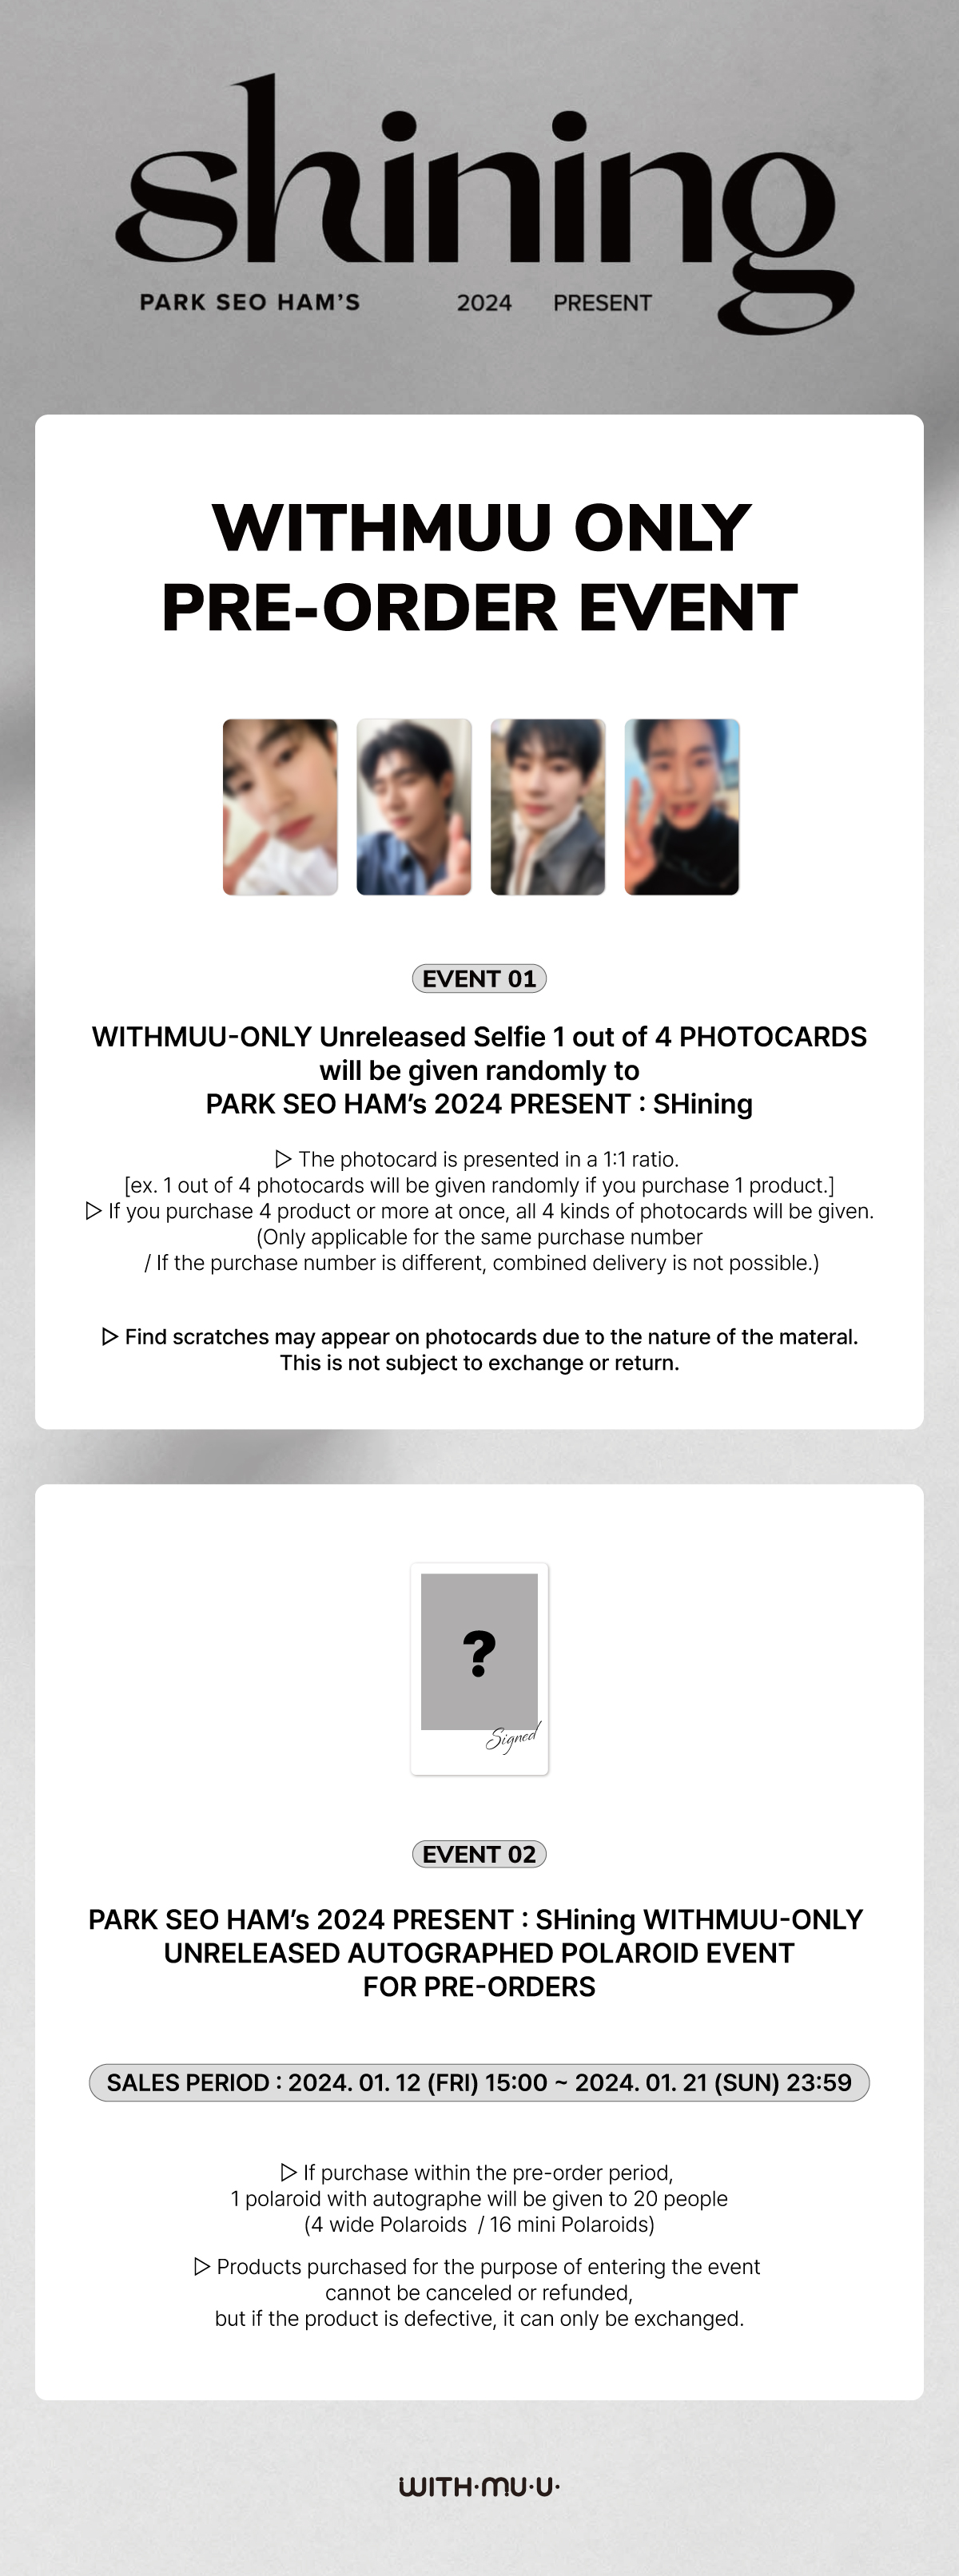 shining
PARK SEO HAM'S 2024 PRESENT
WITHMUU ONLY
PRE-ORDER EVENT
EVENT 01
WITHMUU-ONLY Unreleased Selfie 1 out of 4 PHOTOCARDS
will be given randomly to
PARK SEO HAM's 2024 PRESENT : SHining
▷ The photocard is presented in a 1:1 ratio.
[ex. 1 out of 4 photocards will be given randomly if you purchase 1 product.]
▷ If you purchase 4 product or more at once, all 4 kinds of photocards will be given.
(Only applicable for the same purchase number
/ If the purchase number is different, combined delivery is not possible.)
▷ Find scratches may appear on photocards due to the nature of the materal.
This is not subject to exchange or return.
?
Signed
EVENT 02
PARK SEO HAM's 2024 PRESENT : SHining WITHMUU-ONLY
UNRELEASED AUTOGRAPHED POLAROID EVENT
FOR PRE-ORDERS
SALES PERIOD : 2024. 01. 12 (FRI) 15:00 ~ 2024. 01. 21 (SUN) 23:59
▷ If purchase within the pre-order period,
1 polaroid with autographe will be given to 20 people
(4 wide Polaroids / 16 mini Polaroids)
▷ Products purchased for the purpose of entering the event
cannot be canceled or refunded,
but if the product is defective, it can only be exchanged.
WITH·MU·U·